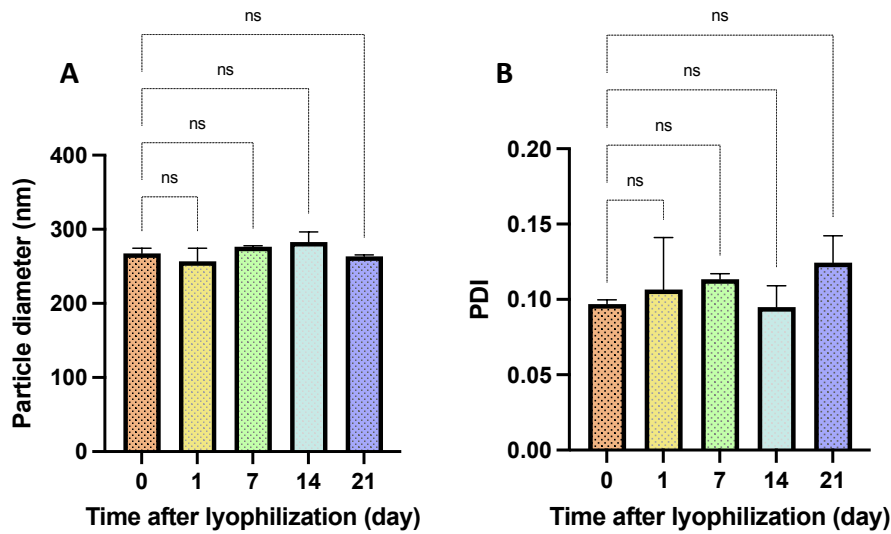 ns
ns
A
ns
ns
Particle diameter (nm)
400
300
200
100
0
0 1 7 14 21
Time after lyophilization (day)
ns
ns
B
ns
ns
PDI
0.20
0.15
0.10
0.05
0.00
0 1 7 14 21
Time after lyophilization (day)